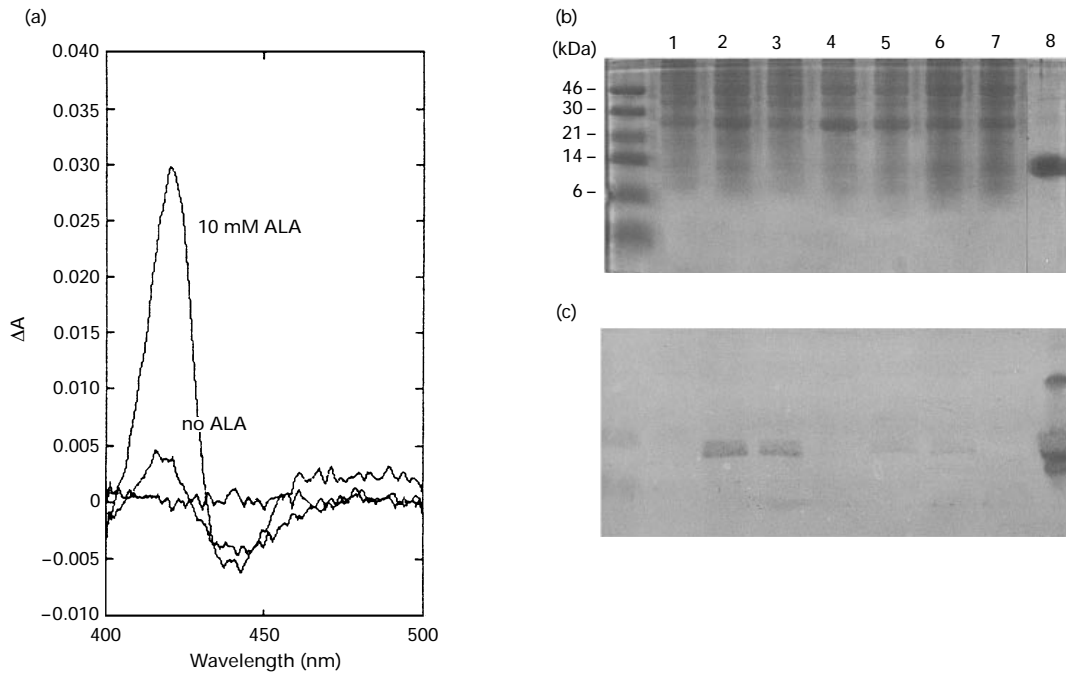 (a)
0.040
0.035
0.030
0.025
0.020
0.015
0.010
0.005
0
−0.005
−0.010
ΔA
10 mM ALA
no ALA
400
450
500
Wavelength (nm)
(b)
(kDa)
1 2 3 4 5 6 7 8
46 –
30 –
21 –
14 –
6 –
(c)